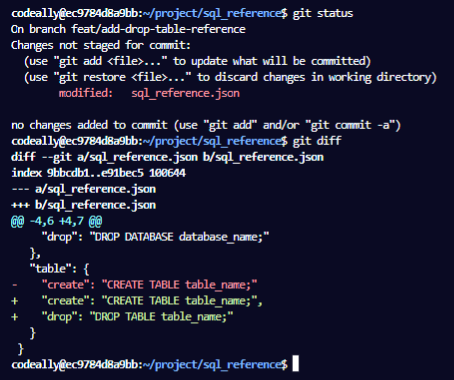 codeally@ec9784d8a9bb:~/project/sql_reference$ git status
On branch feat/add-drop-table-reference
Changes not staged for commit:
  (use "git add <file>..." to update what will be committed)
  (use "git restore <file>..." to discard changes in working directory)
        modified:   sql_reference.json

no changes added to commit (use "git add" and/or "git commit -a")
codeally@ec9784d8a9bb:~/project/sql_reference$ git diff
diff --git a/sql_reference.json b/sql_reference.json
index 9bbcdb1..e91bec5 100644
--- a/sql_reference.json
+++ b/sql_reference.json
@@ -4,6 +4,7 @@
     "drop": "DROP DATABASE database_name;"
   },
   "table": {
-    "create": "CREATE TABLE table_name;"
+    "create": "CREATE TABLE table_name;",
+    "drop": "DROP TABLE table_name;"
   }
 }
codeally@ec9784d8a9bb:~/project/sql_reference$